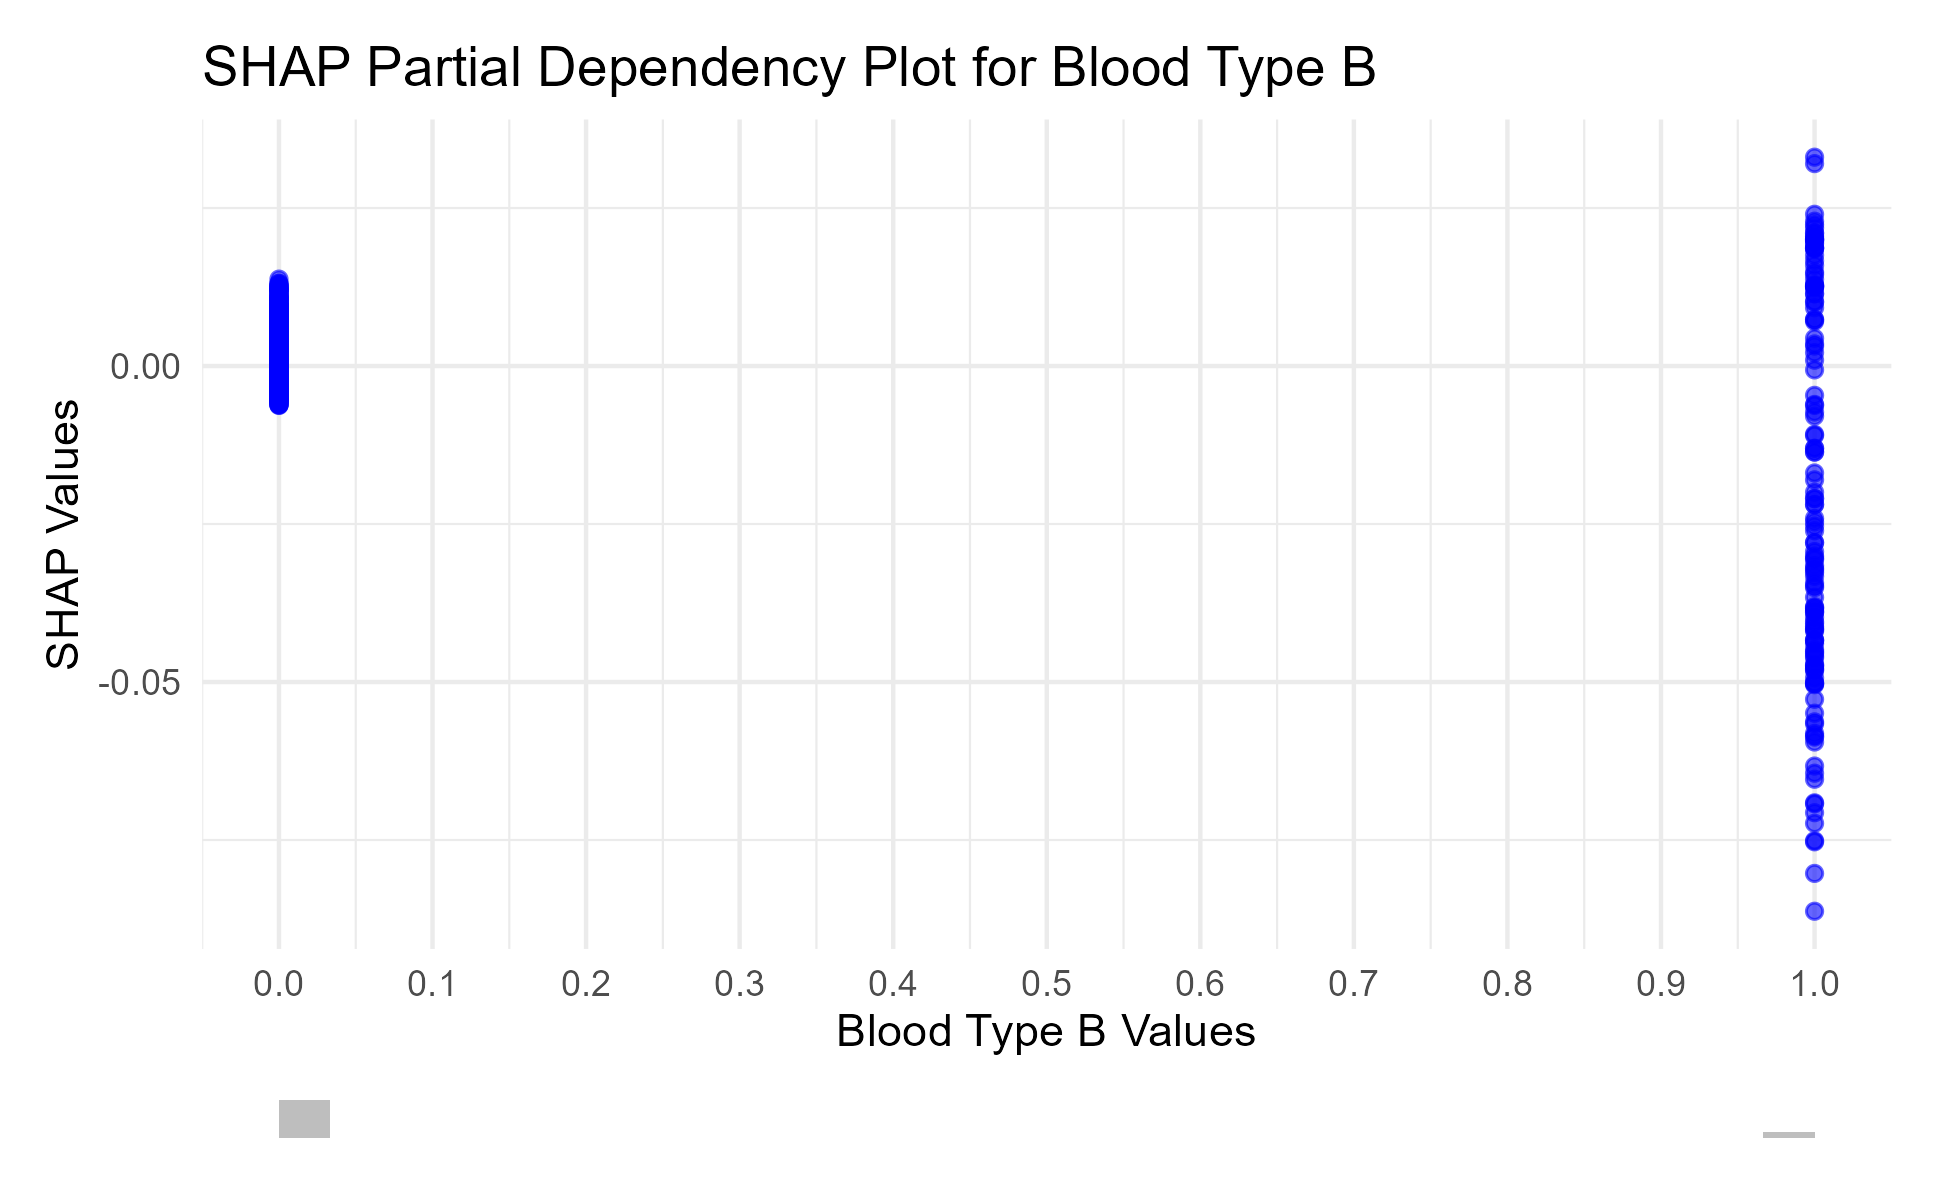 SHAP Partial Dependency Plot for Blood Type B
SHAP Values
0.00
-0.05
0.0 0.1 0.2 0.3 0.4 0.5 0.6 0.7 0.8 0.9 1.0
Blood Type B Values